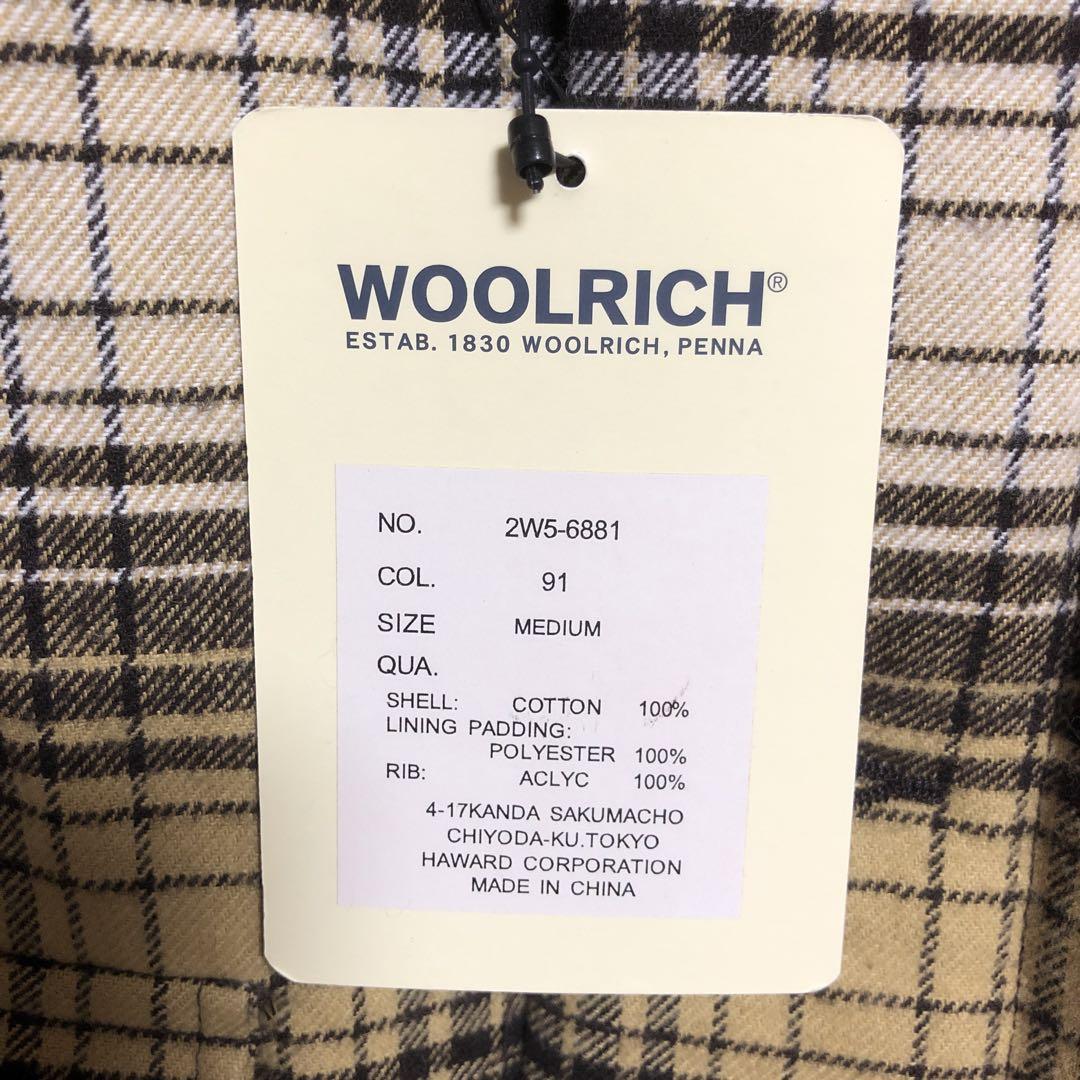 WOOLRICH®
ESTAB. 1830 WOOLRICH, PENNA
NO. 2W5-6881
COL. 91
SIZE MEDIUM
QUA.
SHELL: COTTON 100%
LINING PADDING:
POLYESTER 100%
RIB: ACLYC 100%
4-17KANDA SAKUMACHO
CHIYODA-KU.TOKYO
HAWARD CORPORATION
MADE IN CHINA